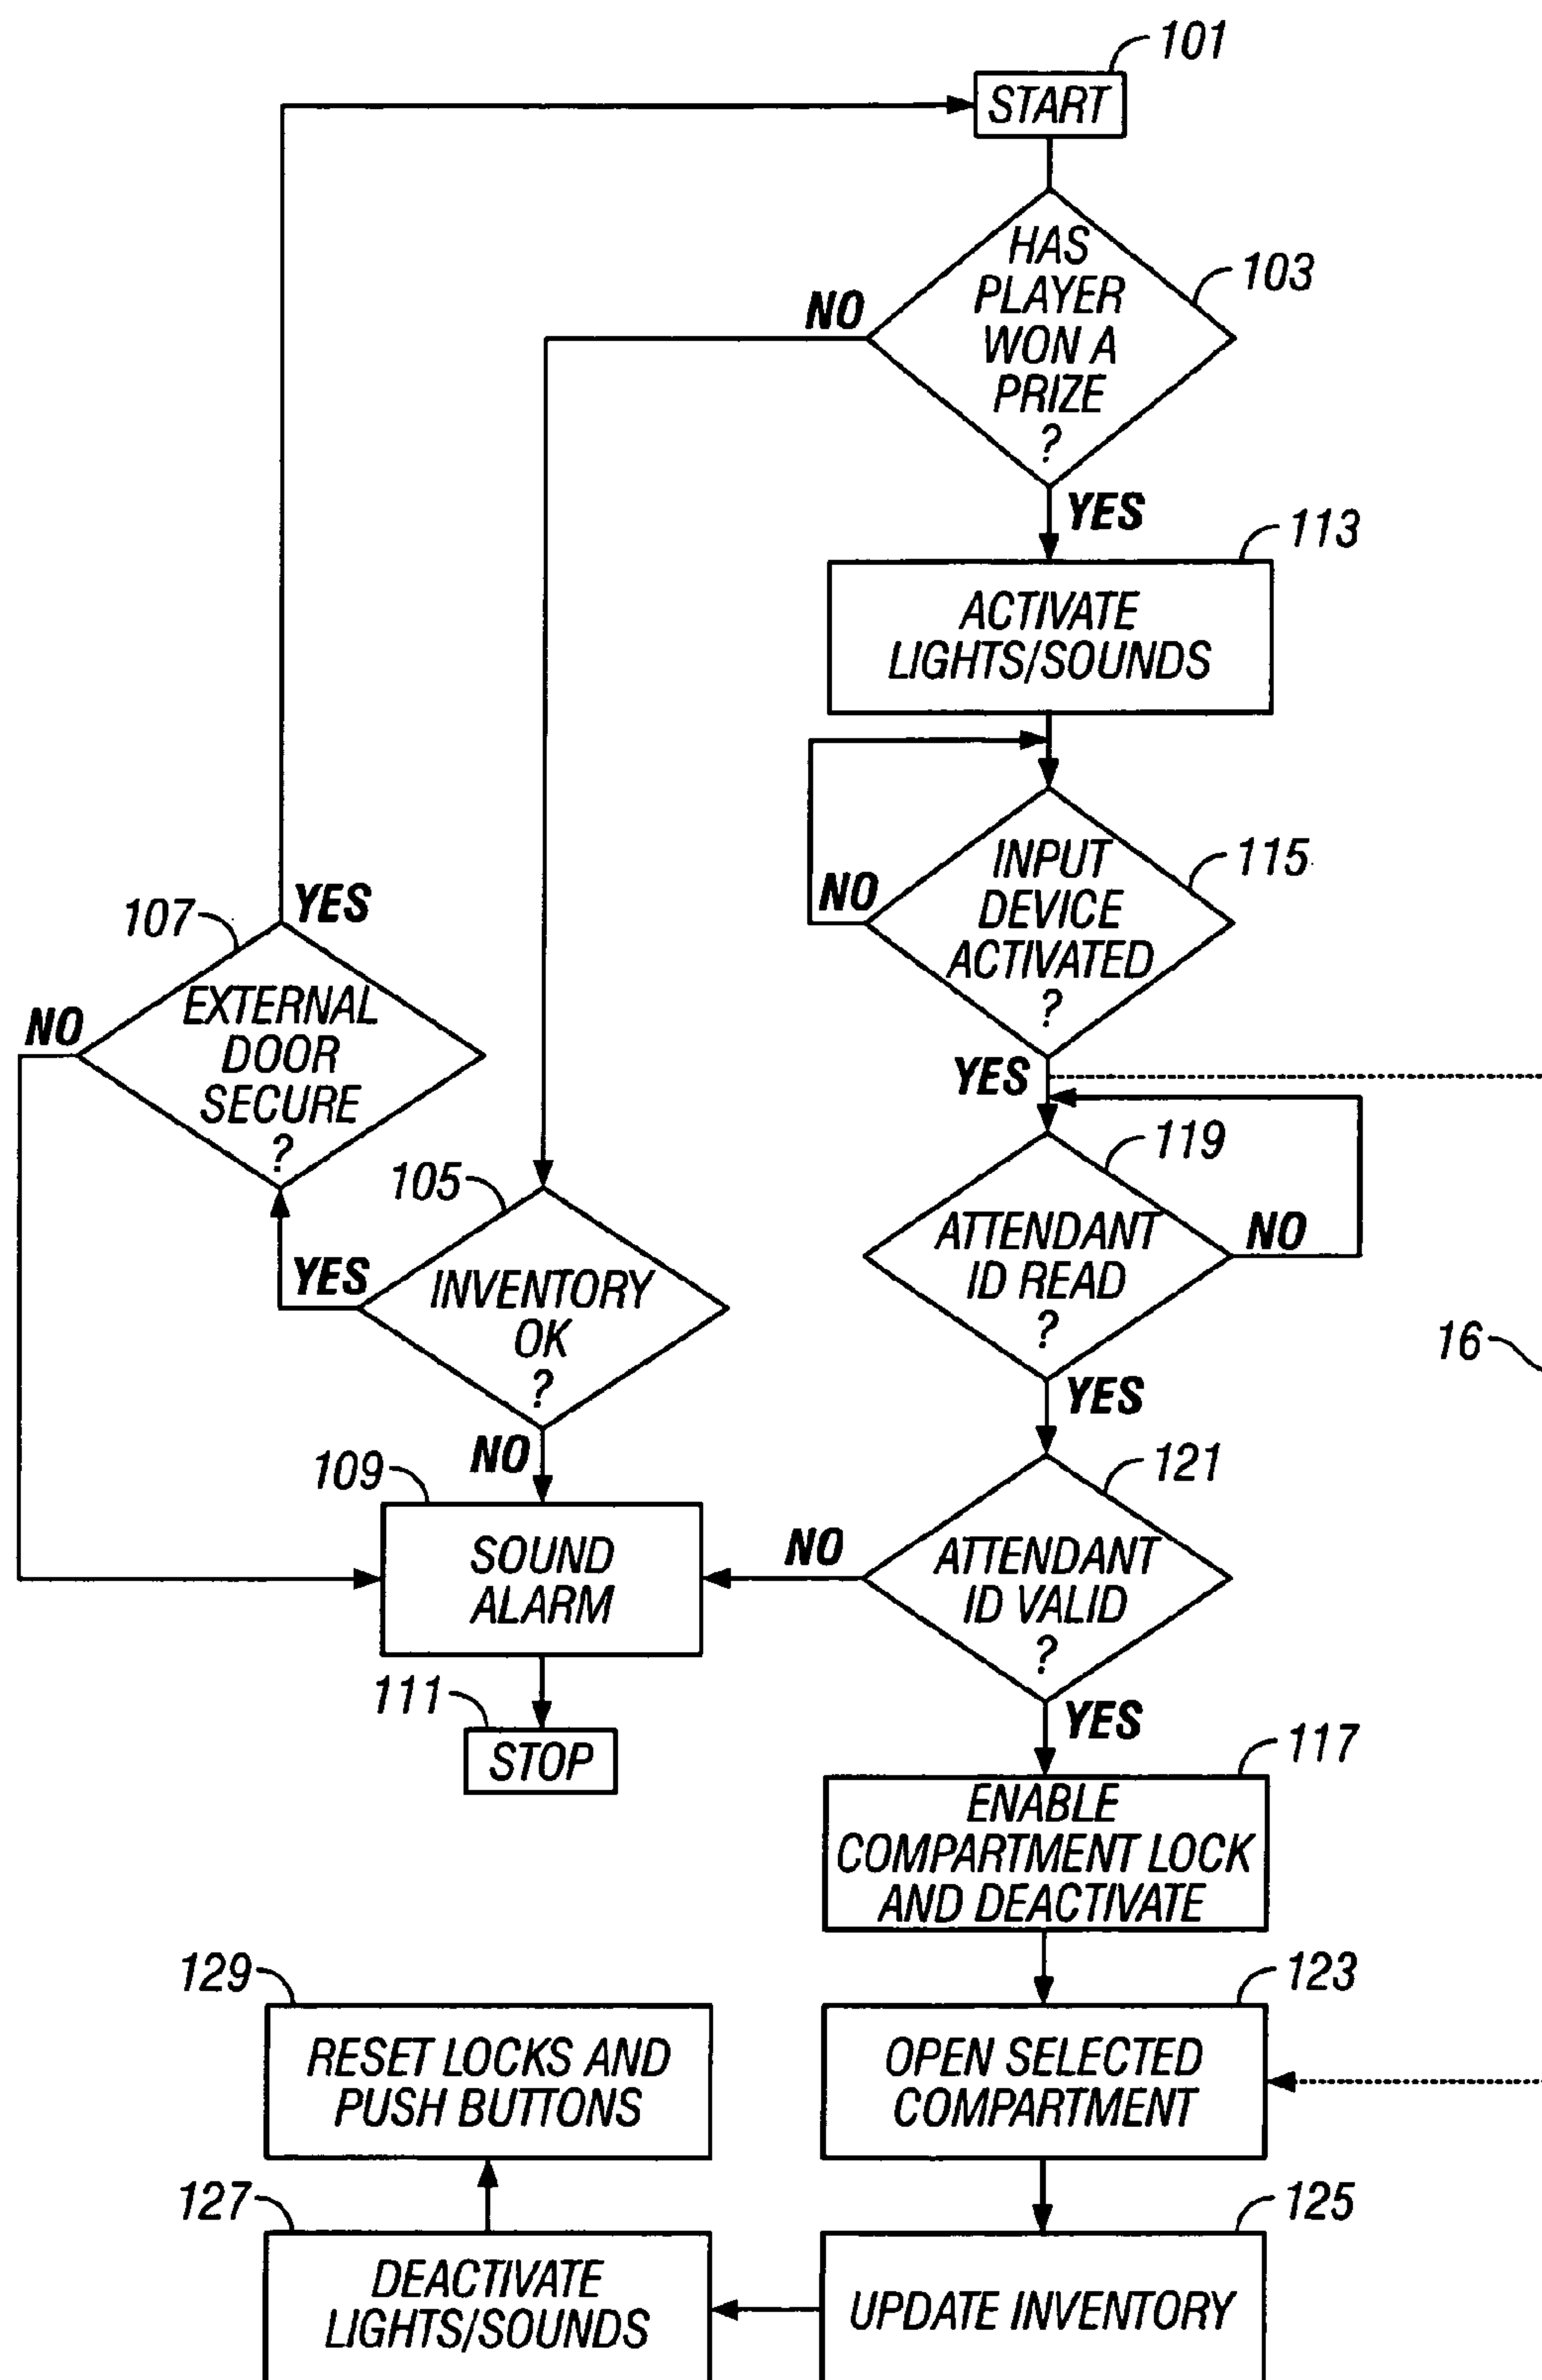 101
START
HAS
PLAYER
WON A
PRIZE
?
103
NO
YES
113
ACTIVATE
LIGHTS/SOUNDS
INPUT
DEVICE
ACTIVATED
?
115
NO
YES
107
YES
EXTERNAL
DOOR
SECURE
?
NO
119
ATTENDANT
ID READ
?
NO
YES
105
YES
INVENTORY
OK
?
NO
16
121
ATTENDANT
ID VALID
?
NO
YES
109
SOUND
ALARM
111
STOP
117
ENABLE
COMPARTMENT LOCK
AND DEACTIVATE
129
RESET LOCKS AND
PUSH BUTTONS
123
OPEN SELECTED
COMPARTMENT
127
DEACTIVATE
LIGHTS/SOUNDS
125
UPDATE INVENTORY